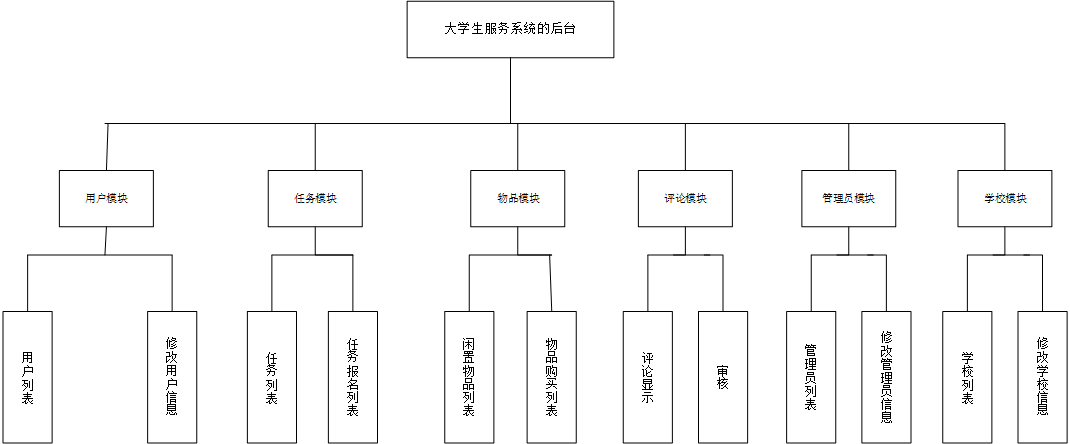 大学生服务系统的后台
用户模块
任务模块
物品模块
评论模块
管理员模块
学校模块
用户列表
修改用户信息
任务列表
任务报名列表
闲置物品列表
物品购买列表
评论显示
审核
管理员列表
修改管理员信息
学校列表
修改学校信息